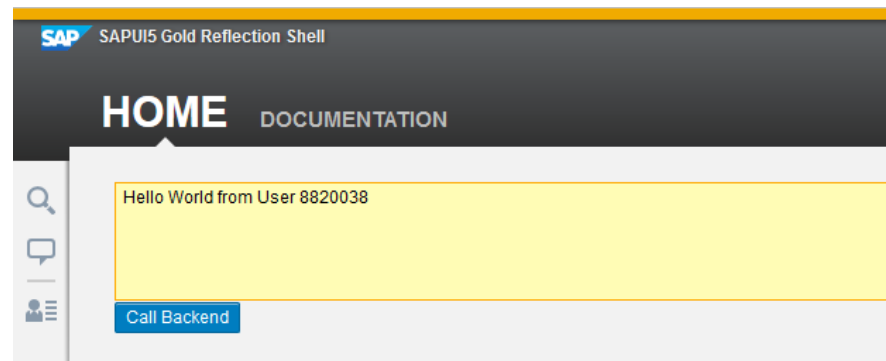 SAP SAPUI5 Gold Reflection Shell
HOME DOCUMENTATION
Hello World from User 8820038
Call Backend